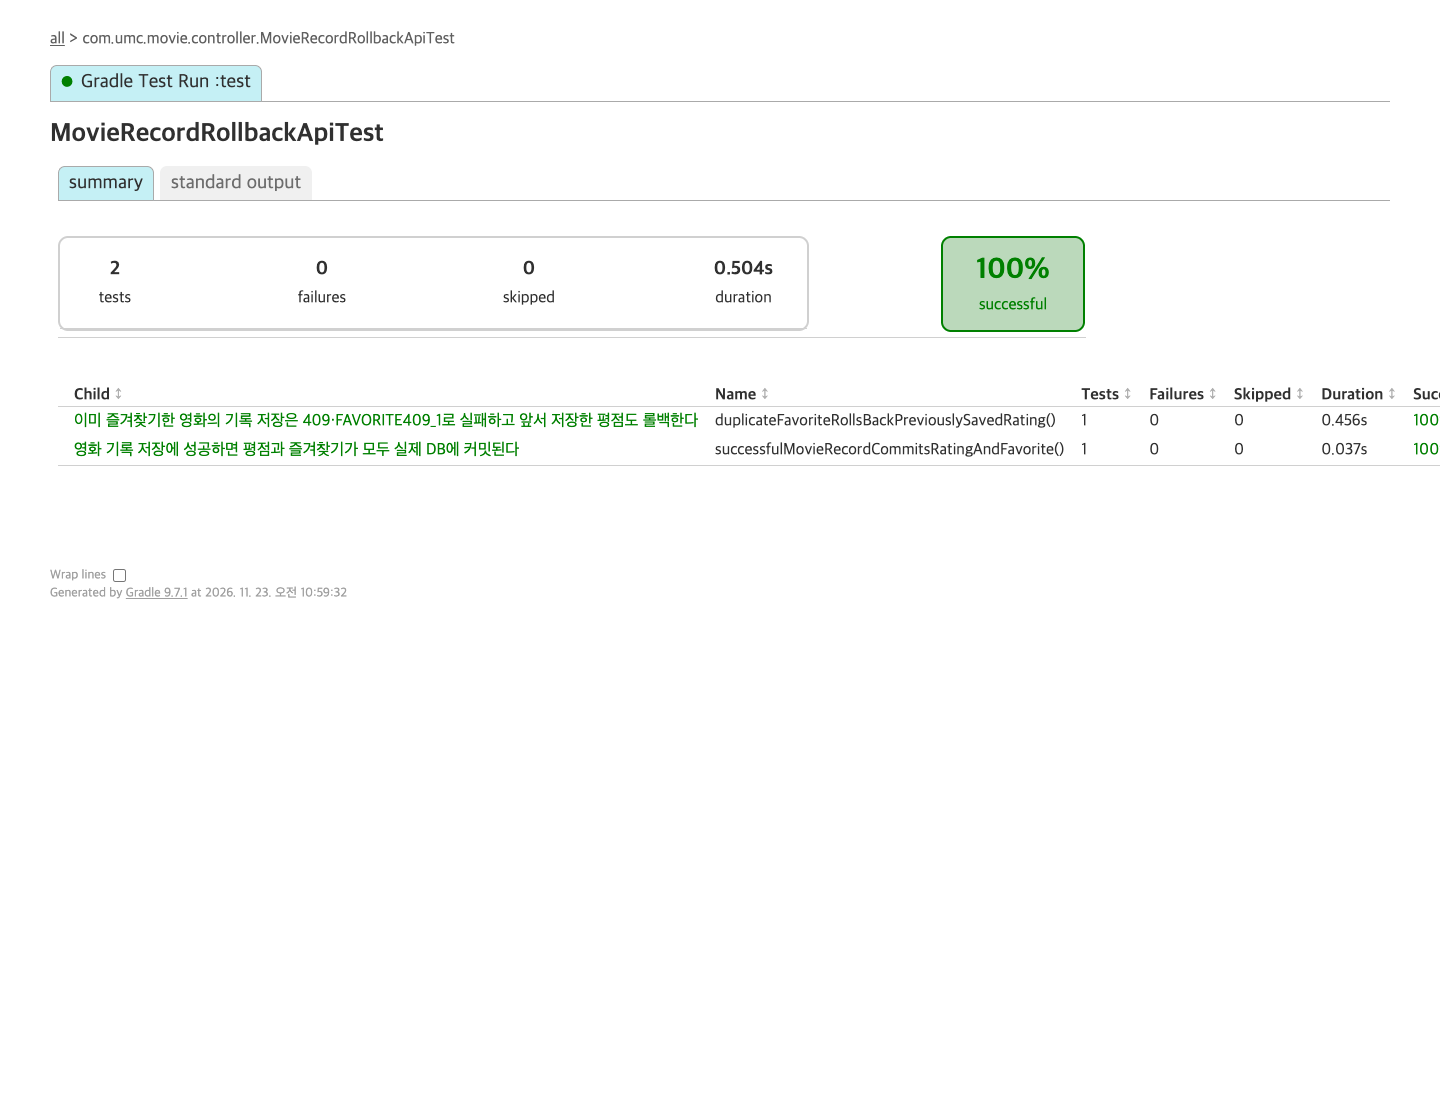 all > com.umc.movie.controller.MovieRecordRollbackApiTest
Gradle Test Run :test
MovieRecordRollbackApiTest
summary standard output
2 0 0 0.504s 100%
tests failures skipped duration successful
Child Name Tests Failures Skipped Duration Succ
이미 즐겨찾기한 영화의 기록 저장은 409·FAVORITE409_1로 실패하고 앞서 저장한 평점도 롤백한다 duplicateFavoriteRollsBackPreviouslySavedRating() 1 0 0 0.456s 100
영화 기록 저장에 성공하면 평점과 즐겨찾기가 모두 실제 DB에 커밋된다 successfulMovieRecordCommitsRatingAndFavorite() 1 0 0 0.037s 100
Wrap lines
Generated by Gradle 9.7.1 at 2026. 11. 23. 오전 10:59:32